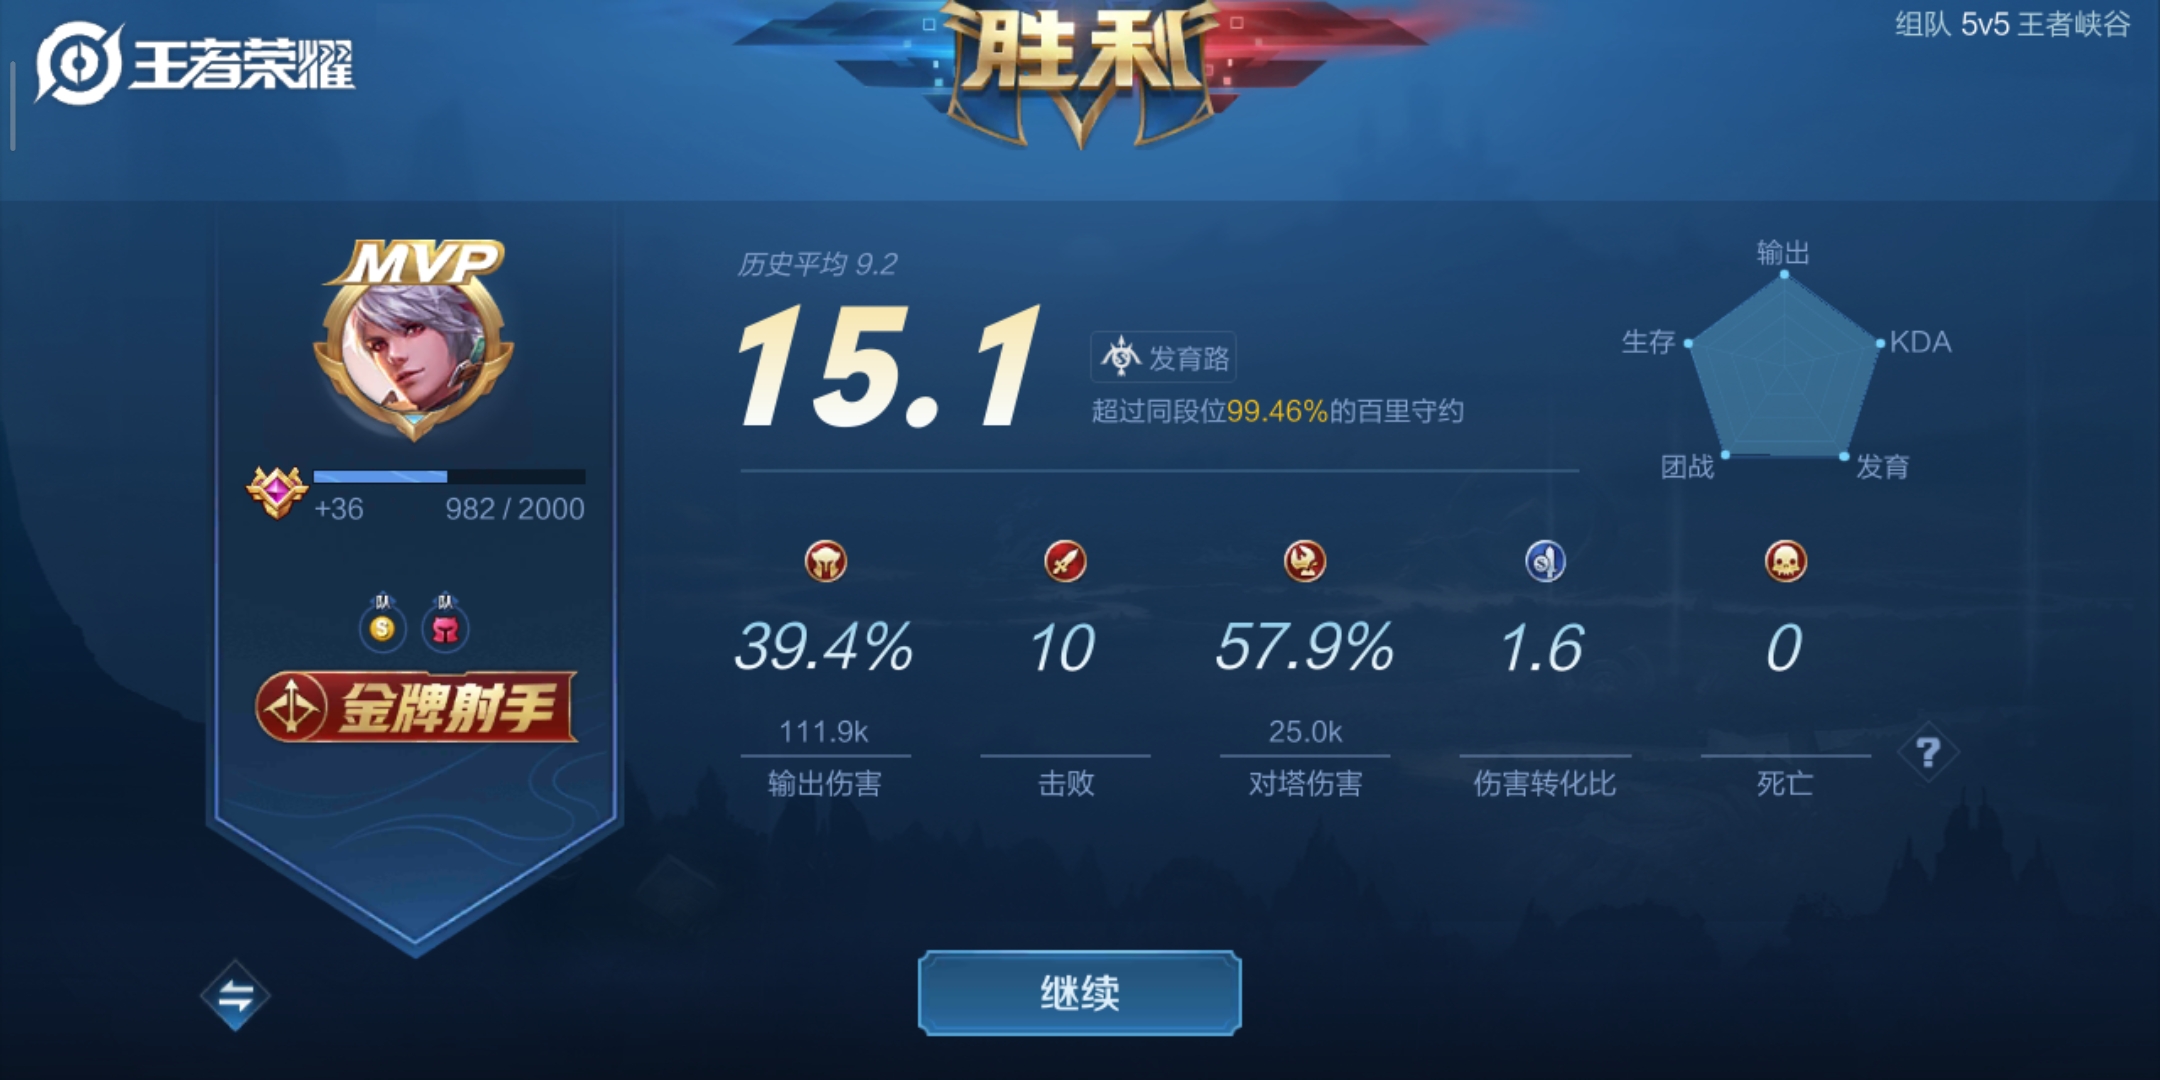 王者荣耀
胜利
组队 5v5 王者峡谷
MVP
+36
982 / 2000
队
队
S
金牌射手
历史平均 9.2
15.1
发育路
超过同段位99.46%的百里守约
输出
生存
KDA
团战
发育
39.4%
10
57.9%
1.6
0
111.9k
25.0k
输出伤害
击败
对塔伤害
伤害转化比
死亡
?
继续